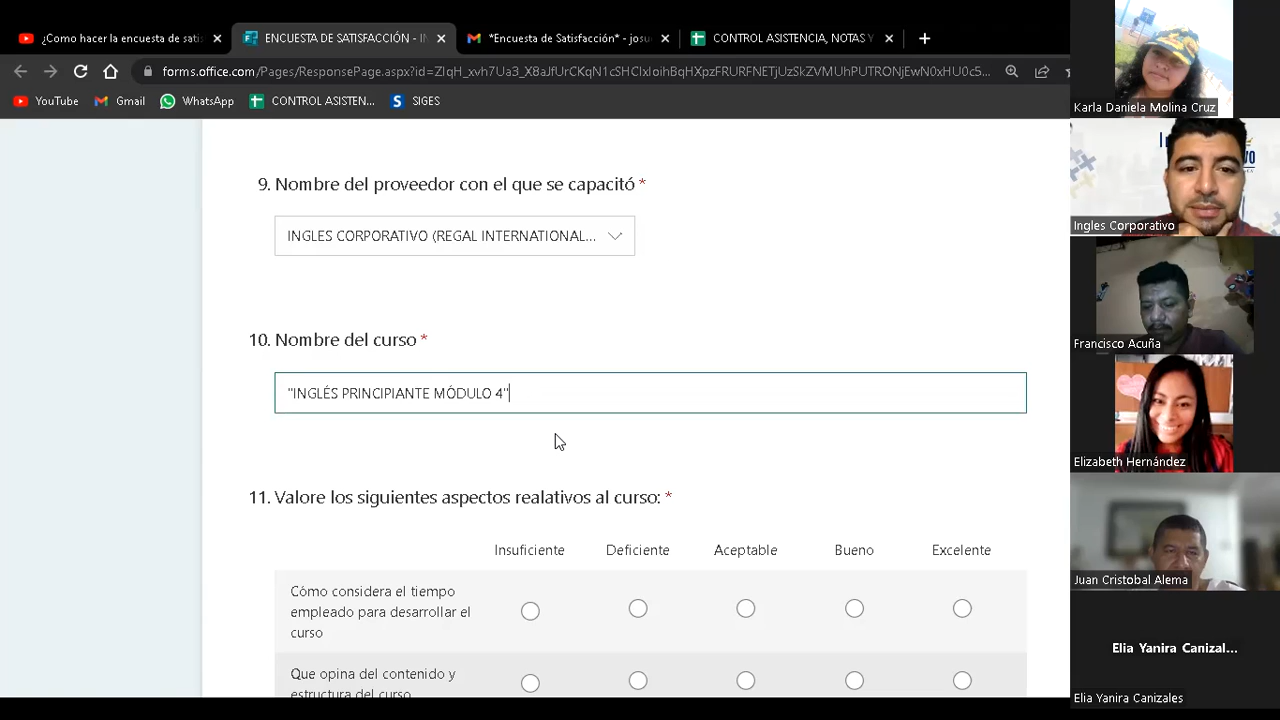 ¿Como hacer la encuesta de sati
ENCUESTA DE SATISFACCIÓN - I
*Encuesta de Satisfacción* - josu
CONTROL ASISTENCIA, NOTAS Y
forms.office.com/Pages/ResponsePage.aspx?id=
YouTube
Gmail
WhatsApp
CONTROL ASISTEN...
SIGES
9. Nombre del proveedor con el que se capacitó *
INGLES CORPORATIVO (REGAL INTERNATIONAL...
10. Nombre del curso *
"INGLÉS PRINCIPIANTE MÓDULO 4"
11. Valore los siguientes aspectos realativos al curso: *
Insuficiente Deficiente Aceptable Bueno Excelente
Cómo considera el tiempo
empleado para desarrollar el
curso
Que opina del contenido y
estructura del curso
Karla Daniela Molina Cruz
Ingles Corporativo
Francisco Acuña
Elizabeth Hernández
Juan Cristobal Alema
Elia Yanira Canizal...
Elia Yanira Canizales